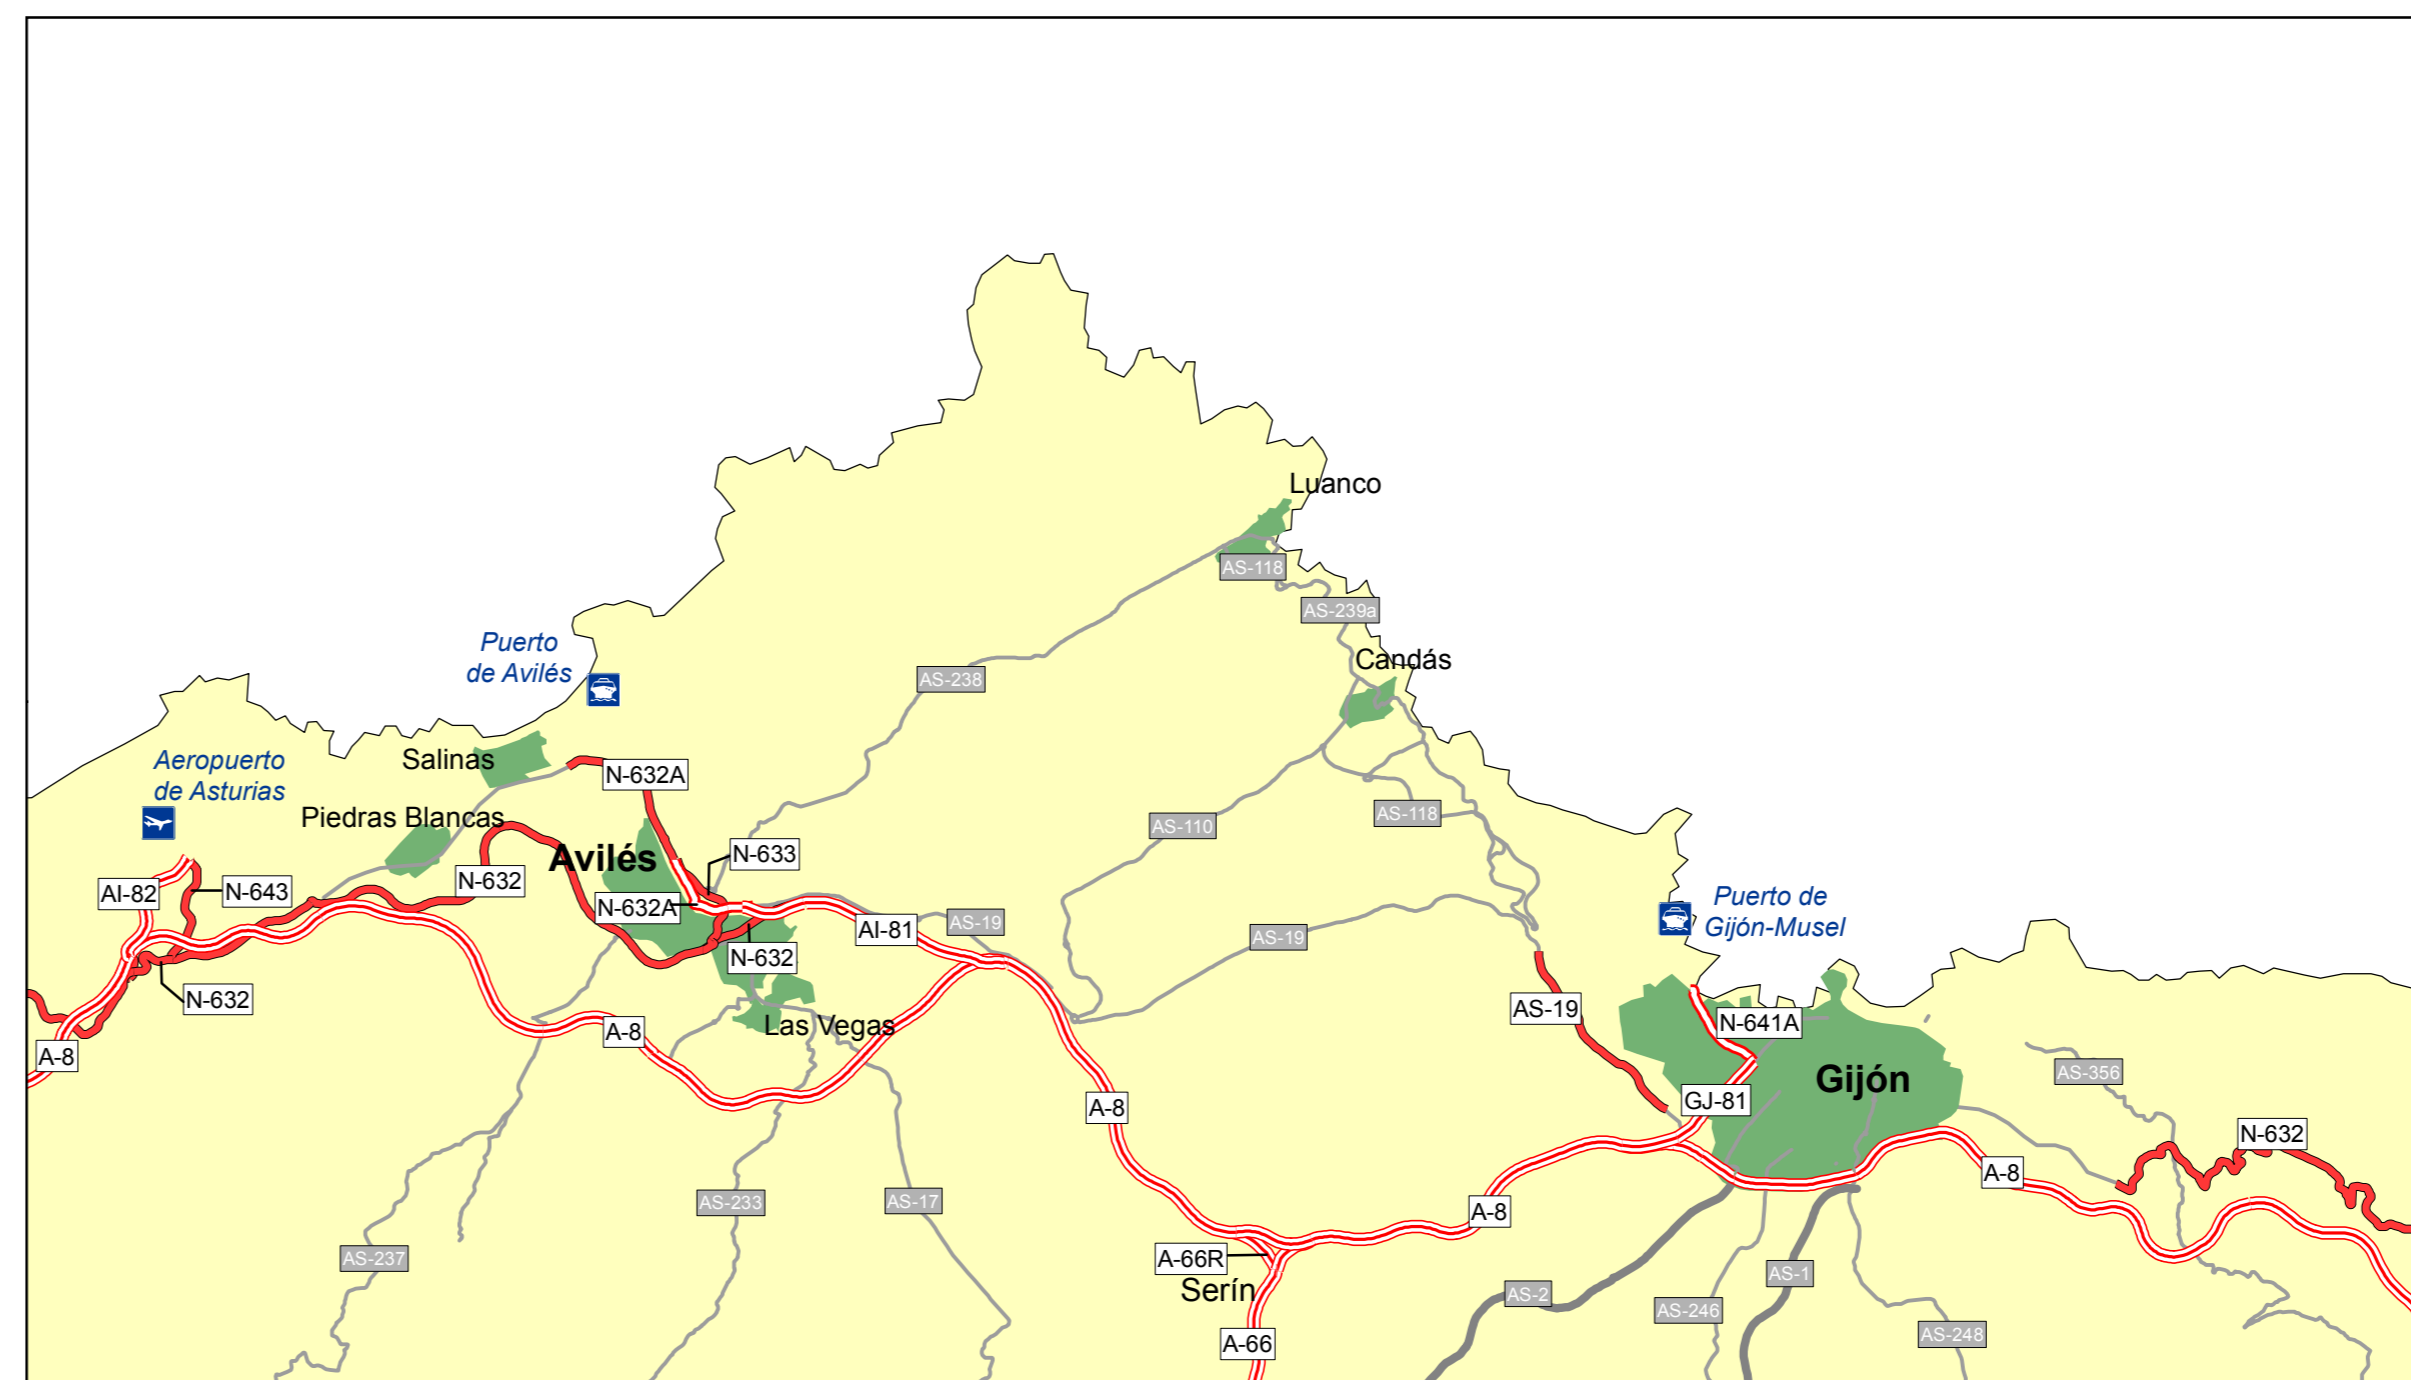 Luanco
AS-118
AS-239a
Puerto
de Avilés
Candás
AS-238
Aeropuerto
de Asturias
Salinas
N-632A
Piedras Blancas
AS-110
AS-118
Avilés
N-633
AI-82
N-643
N-632
N-632A
AI-81
AS-19
AS-19
Puerto de
Gijón-Musel
N-632
N-632
AS-19
N-641A
Las Vegas
A-8
A-8
AS-356
Gijón
GJ-81
A-8
N-632
A-8
AS-233
AS-17
A-8
AS-237
A-66R
Serín
AS-1
AS-2
AS-246
AS-248
A-66